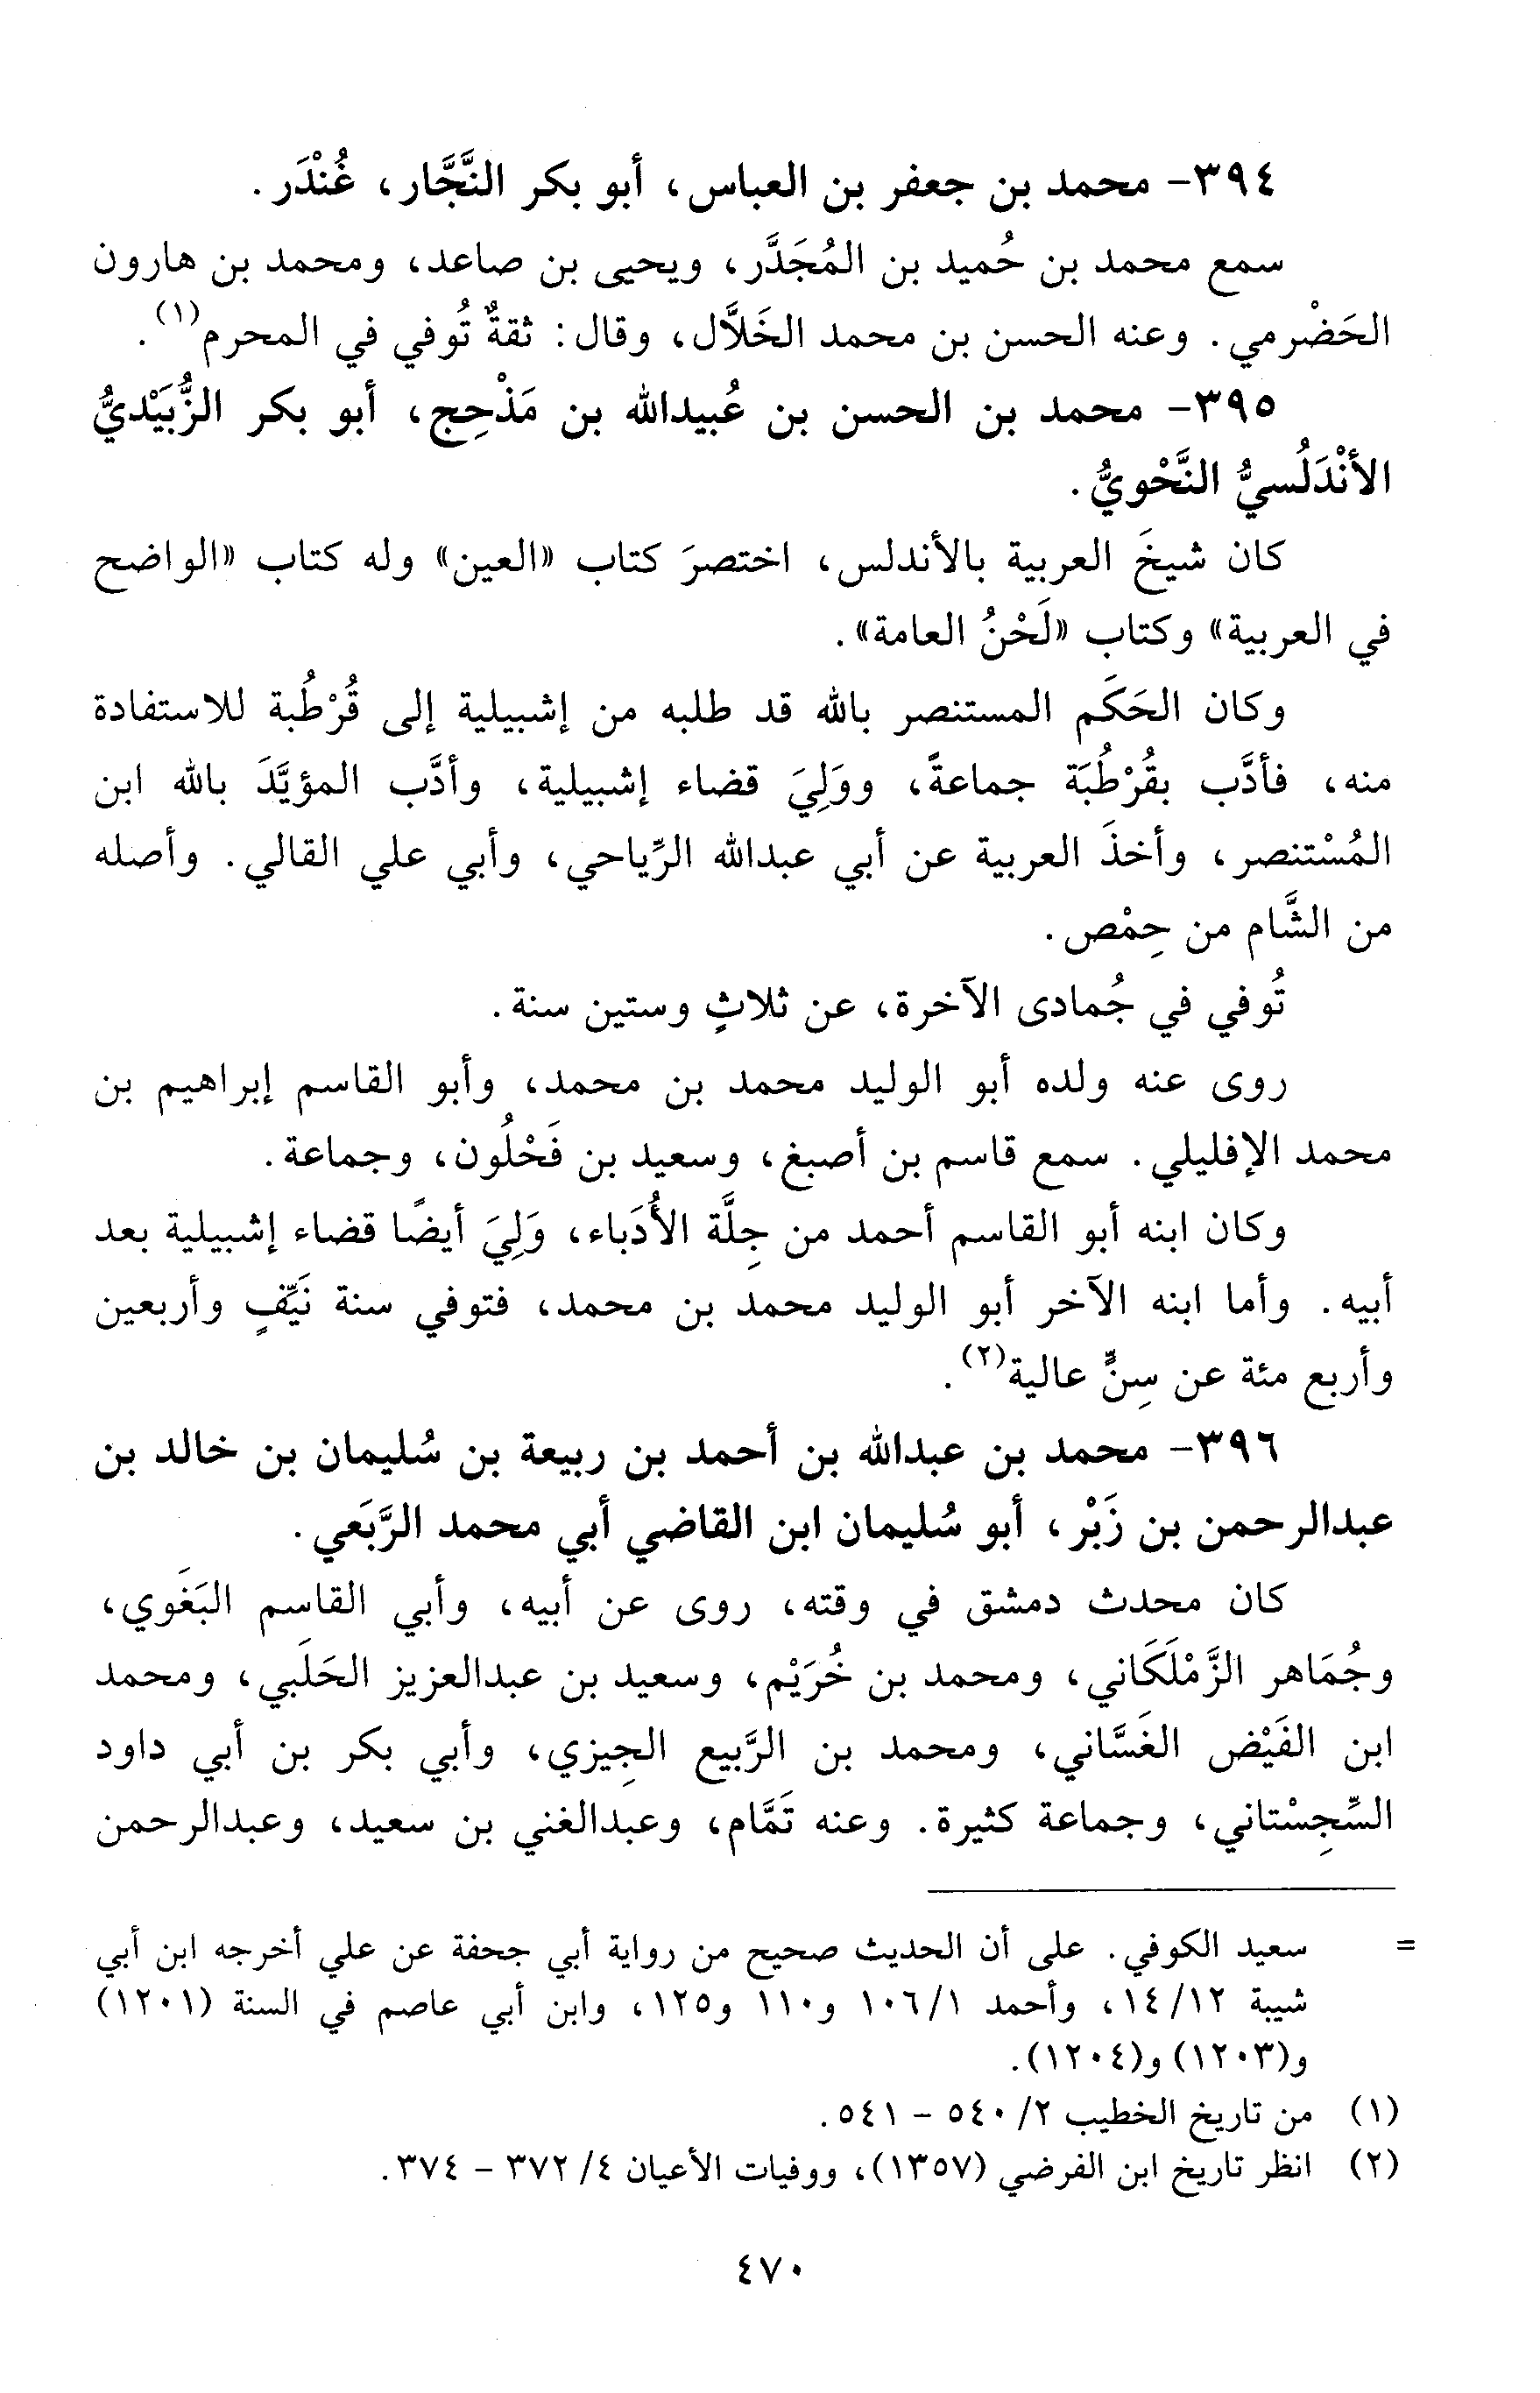 ٣٩٤- محمد بن جعفر بن العباس، أبو بكر النَّجَّار، غُنْدَر.
سمع محمد بن حُميد بن المُجَدَّر، ويحيى بن صاعد، ومحمد بن هارون
الحَضْرمي. وعنه الحسن بن محمد الخَلاَّل، وقال: ثقةٌ تُوفي في المحرم(١).
٣٩٥- محمد بن الحسن بن عُبيدالله بن مَذْحِج، أبو بكر الزُّبَيْديُّ
الأنْدَلُسيُّ النَّحْويُّ.
كان شيخَ العربية بالأندلس، اختصرَ كتاب «العين» وله كتاب «الواضح
في العربية» وكتاب «لَحْنُ العامة».
وكان الحَكَم المستنصر بالله قد طلبه من إشبيلية إلى قُرْطُبة للاستفادة
منه، فأدَّب بقُرْطُبَة جماعةً، ووَلِيَ قضاء إشبيلية، وأدَّب المؤيَّدَ بالله ابن
المُسْتنصر، وأخذَ العربية عن أبي عبدالله الرِّياحي، وأبي علي القالي. وأصله
من الشَّام من حِمْص.
تُوفي في جُمادى الآخرة، عن ثلاثٍ وستين سنة.
روى عنه ولده أبو الوليد محمد بن محمد، وأبو القاسم إبراهيم بن
محمد الإفليلي. سمع قاسم بن أصبغ، وسعيد بن فَحْلُون، وجماعة.
وكان ابنه أبو القاسم أحمد من جِلَّة الأُدَباء، وَلِيَ أيضًا قضاء إشبيلية بعد
أبيه. وأما ابنه الآخر أبو الوليد محمد بن محمد، فتوفي سنة نَيِّفٍ وأربعين
وأربع مئة عن سِنٍّ عالية(٢).
٣٩٦- محمد بن عبدالله بن أحمد بن ربيعة بن سُليمان بن خالد بن
عبدالرحمن بن زَبْر، أبو سُليمان ابن القاضي أبي محمد الرَّبَعي.
كان محدث دمشق في وقته، روى عن أبيه، وأبي القاسم البَغَوي،
وجُمَاهر الزَّمْلَكَاني، ومحمد بن خُرَيْم، وسعيد بن عبدالعزيز الحَلَبي، ومحمد
ابن الفَيْض الغَسَّاني، ومحمد بن الرَّبيع الجِيزي، وأبي بكر بن أبي داود
السِّجِسْتاني، وجماعة كثيرة. وعنه تَمَّام، وعبدالغني بن سعيد، وعبدالرحمن
= سعيد الكوفي. على أن الحديث صحيح من رواية أبي جحفة عن علي أخرجه ابن أبي
شيبة ١٤/١٢، وأحمد ١٠٦/١ و١١٠ و١٢٥، وابن أبي عاصم في السنة (١٢٠١)
و(١٢٠٣) و(١٢٠٤).
(١) من تاريخ الخطيب ٢/ ٥٤٠ - ٥٤١.
(٢) انظر تاريخ ابن الفرضي (١٣٥٧)، ووفيات الأعيان ٤/ ٣٧٢ - ٣٧٤.
٤٧٠